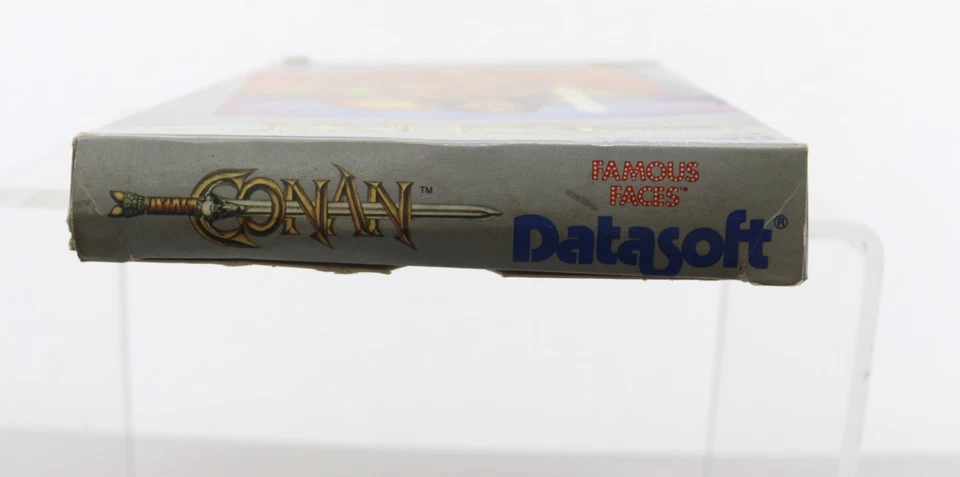 CONAN™
FAMOUS
FACES™
Datasoft®